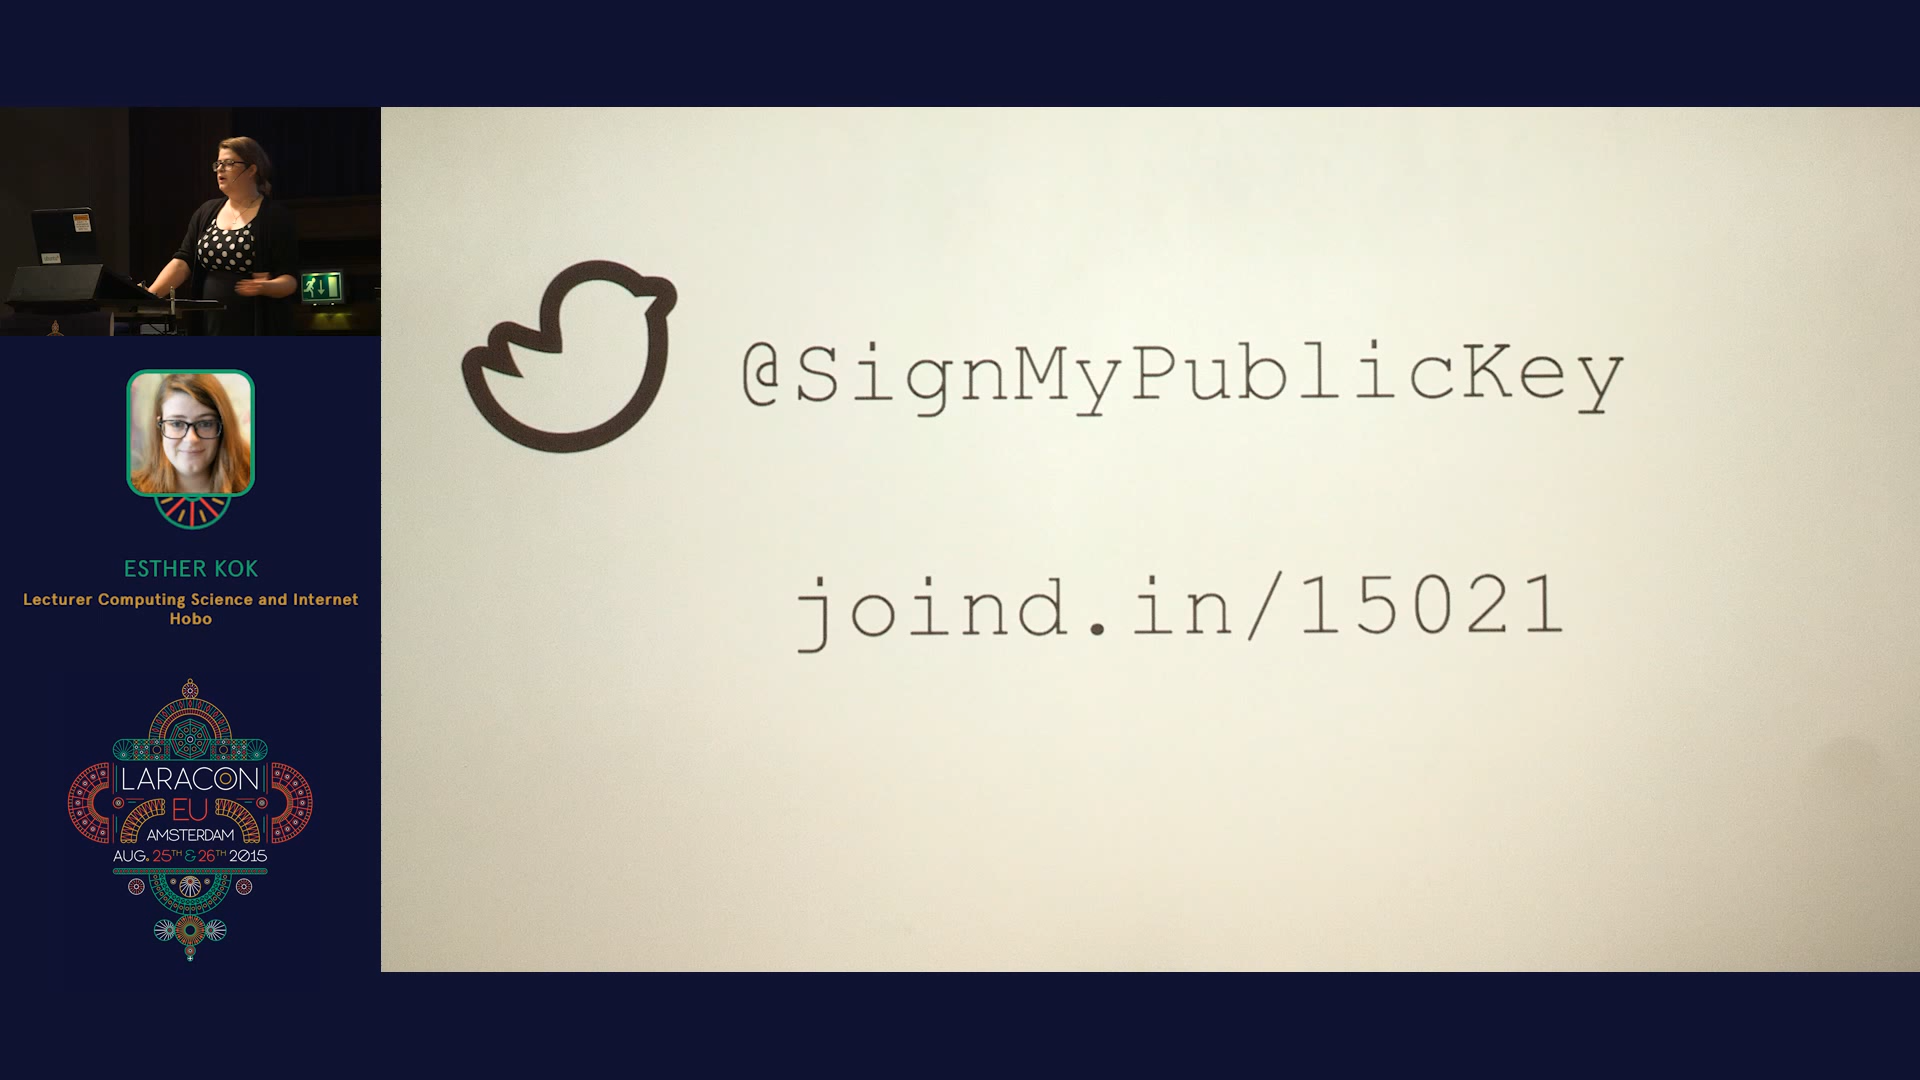 @SignMyPublicKey
joind.in/15021
ESTHER KOK
Lecturer Computing Science and Internet
Hobo
LARACON
EU
AMSTERDAM
AUG. 25TH & 26TH 2015